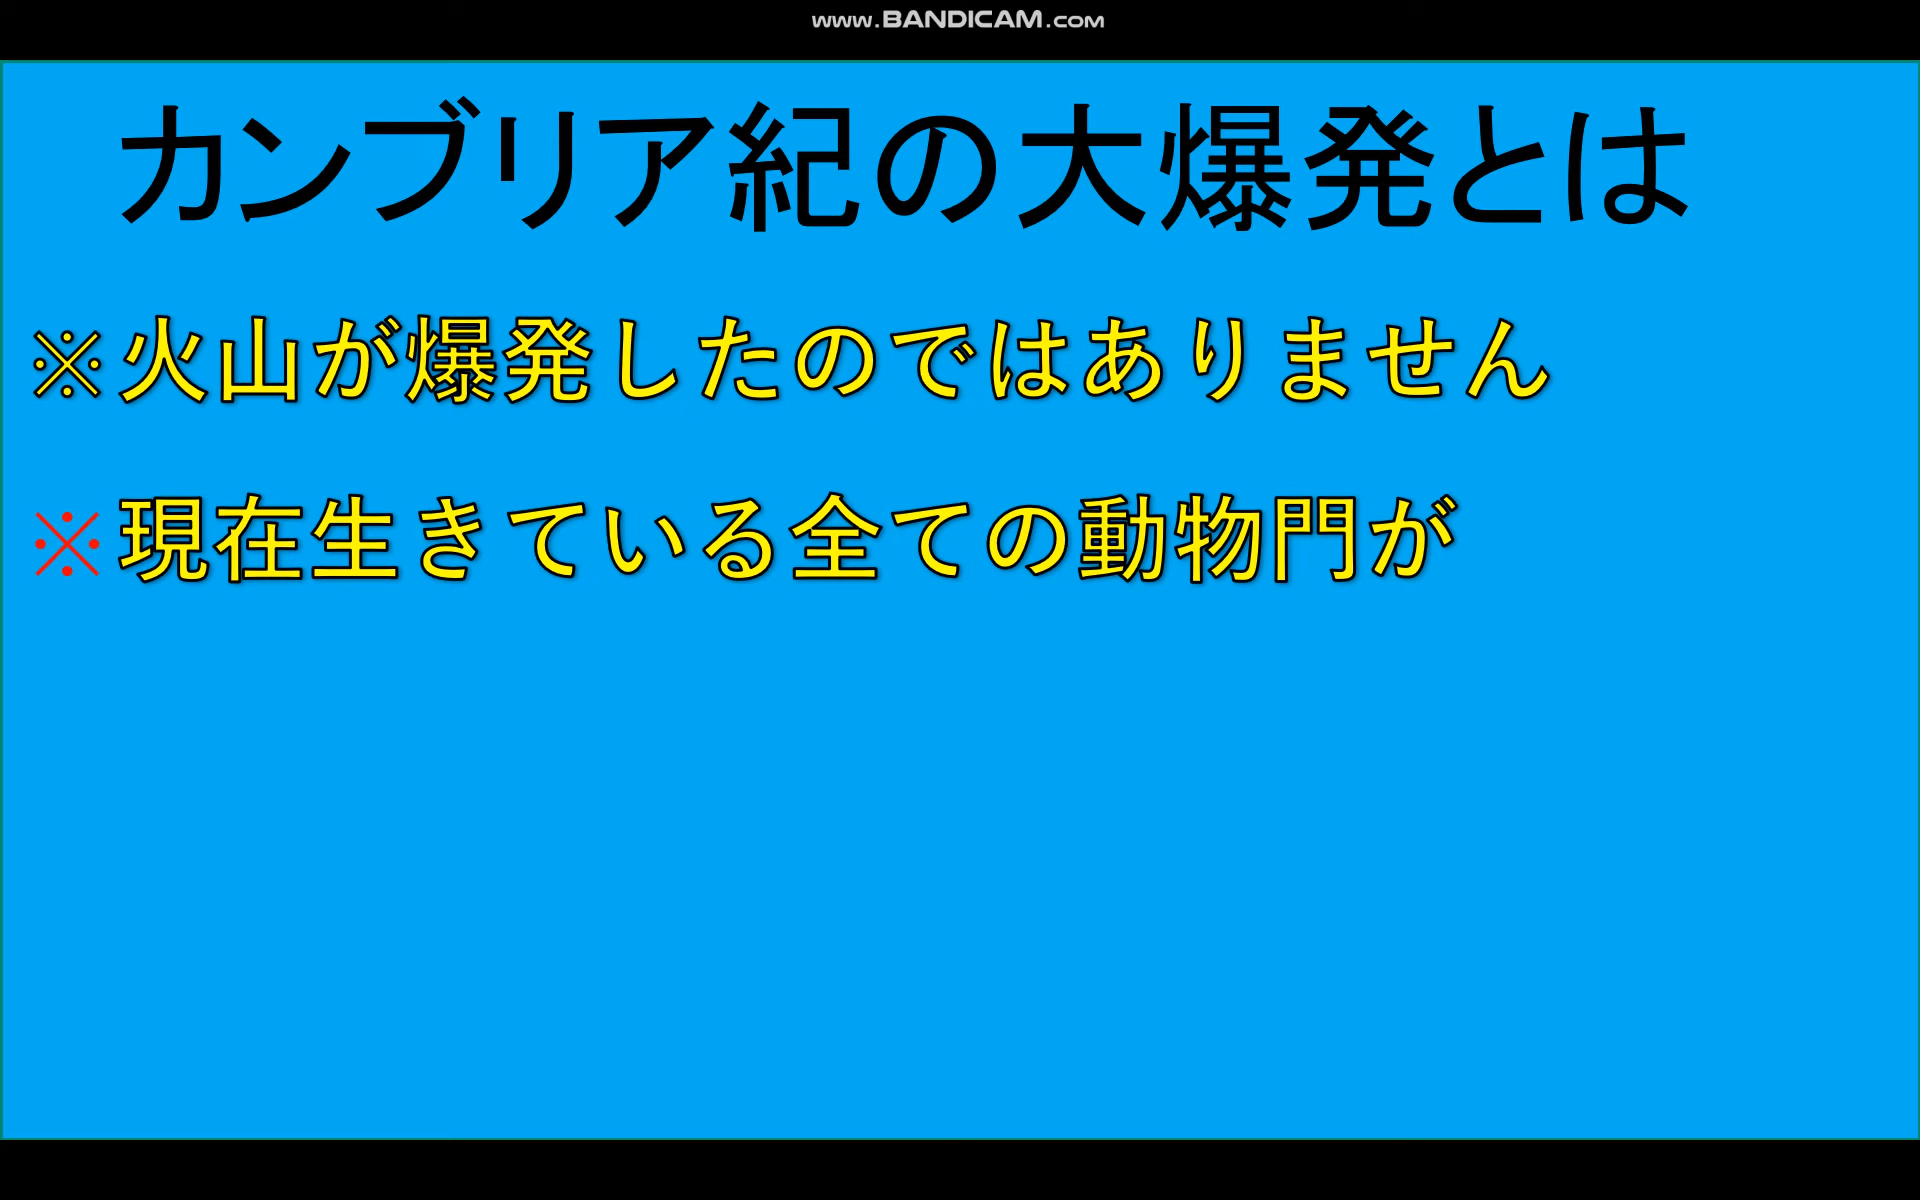 www.BANDICAM.com
カンブリア紀の大爆発とは
※火山が爆発したのではありません
※現在生きている全ての動物門が